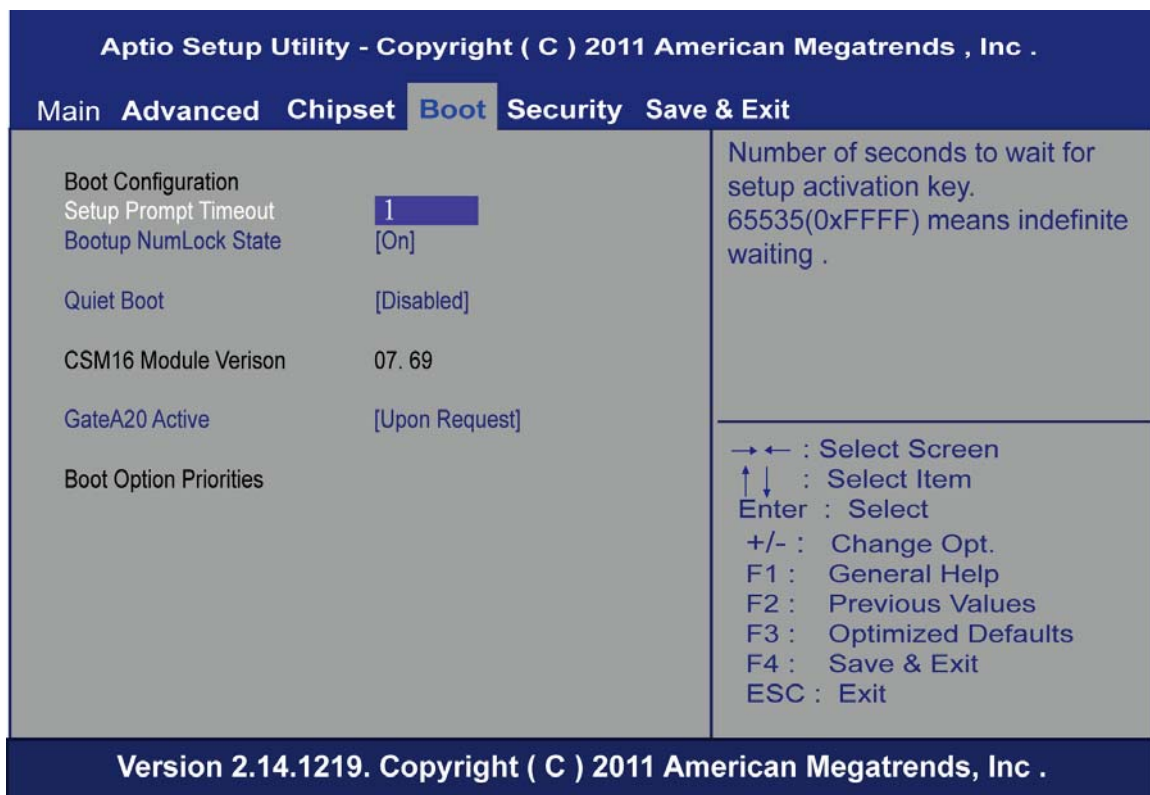 Aptio Setup Utility - Copyright ( C ) 2011 American Megatrends , Inc .
Main Advanced Chipset Boot Security Save & Exit
Boot Configuration
Setup Prompt Timeout 1
Bootup NumLock State [On]
Quiet Boot [Disabled]
CSM16 Module Verison 07. 69
GateA20 Active [Upon Request]
Boot Option Priorities
Number of seconds to wait for
setup activation key.
65535(0xFFFF) means indefinite
waiting .
→ ← : Select Screen
↑ ↓ : Select Item
Enter : Select
+/- : Change Opt.
F1 : General Help
F2 : Previous Values
F3 : Optimized Defaults
F4 : Save & Exit
ESC : Exit
Version 2.14.1219. Copyright ( C ) 2011 American Megatrends, Inc .